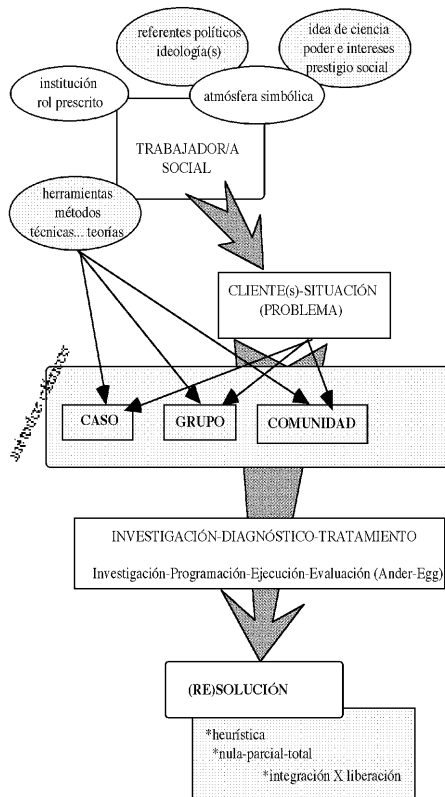 referentes políticos
ideología(s)
idea de ciencia
poder e intereses
prestigio social
institución
rol prescrito
atmósfera simbólica
TRABAJADOR/A
SOCIAL
herramientas
métodos
técnicas... teorías
CLIENTE(s)-SITUACIÓN
(PROBLEMA)
CASO
GRUPO
COMUNIDAD
INVESTIGACIÓN-DIAGNÓSTICO-TRATAMIENTO
Investigación-Programación-Ejecución-Evaluación (Ander-Egg)
(RE)SOLUCIÓN
*heurística
*nula-parcial-total
*integración X liberación